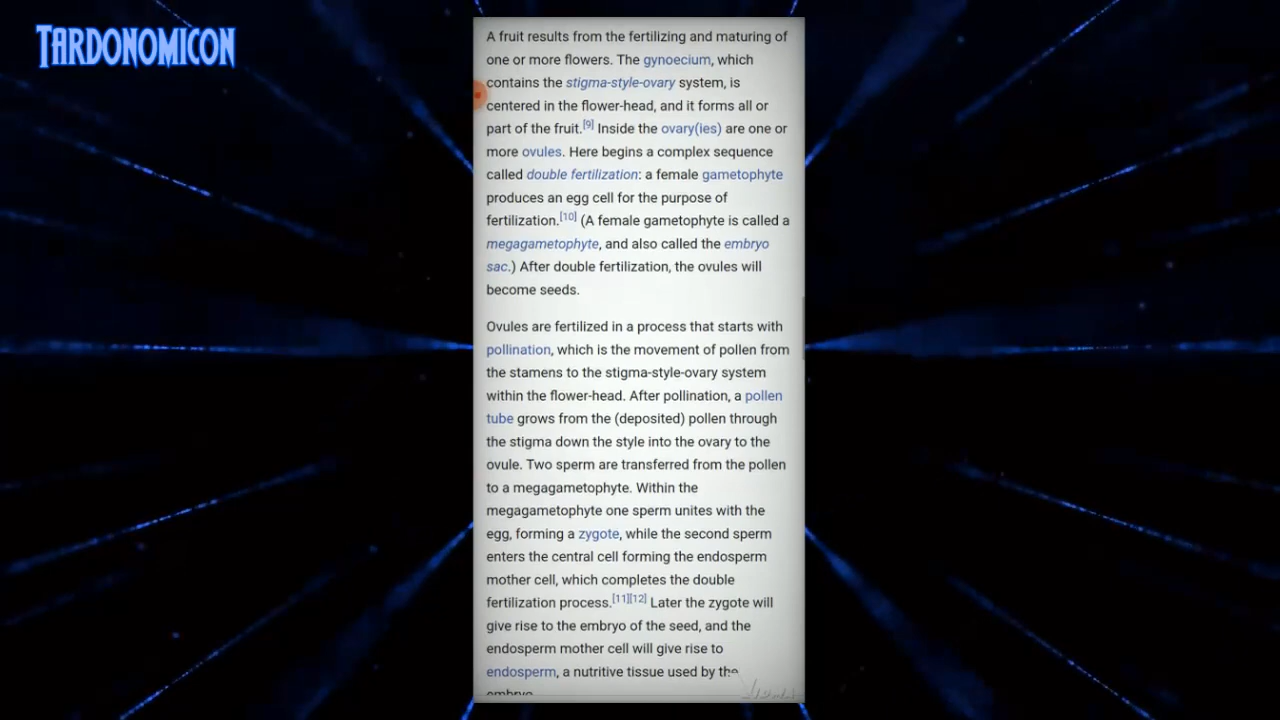 TARDONOMICON
A fruit results from the fertilizing and maturing of
one or more flowers. The gynoecium, which
contains the stigma-style-ovary system, is
centered in the flower-head, and it forms all or
part of the fruit.[9] Inside the ovary(ies) are one or
more ovules. Here begins a complex sequence
called double fertilization: a female gametophyte
produces an egg cell for the purpose of
fertilization.[10] (A female gametophyte is called a
megagametophyte, and also called the embryo
sac.) After double fertilization, the ovules will
become seeds.
Ovules are fertilized in a process that starts with
pollination, which is the movement of pollen from
the stamens to the stigma-style-ovary system
within the flower-head. After pollination, a pollen
tube grows from the (deposited) pollen through
the stigma down the style into the ovary to the
ovule. Two sperm are transferred from the pollen
to a megagametophyte. Within the
megagametophyte one sperm unites with the
egg, forming a zygote, while the second sperm
enters the central cell forming the endosperm
mother cell, which completes the double
fertilization process.[11][12] Later the zygote will
give rise to the embryo of the seed, and the
endosperm mother cell will give rise to
endosperm, a nutritive tissue used by the
embryo